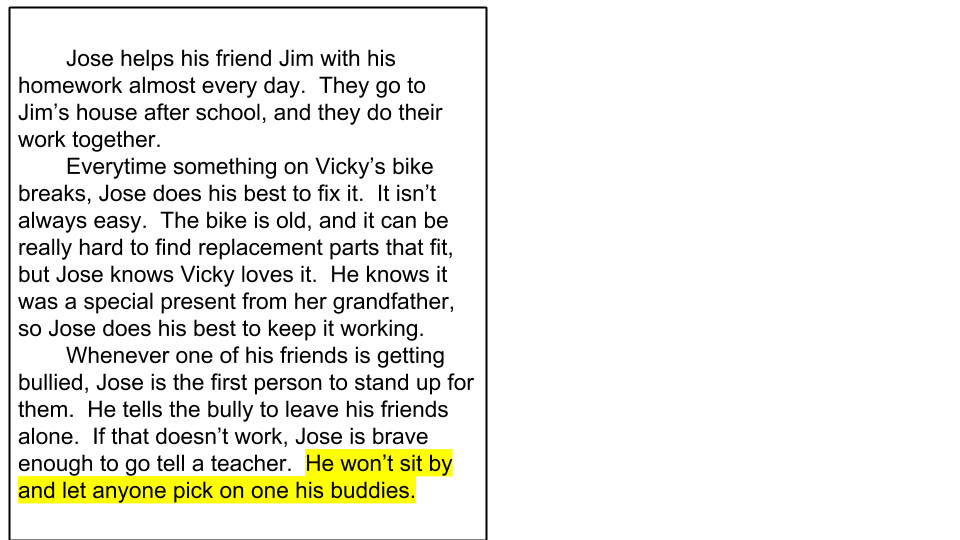 Jose helps his friend Jim with his
homework almost every day.  They go to
Jim's house after school, and they do their
work together.
Everytime something on Vicky's bike
breaks, Jose does his best to fix it.  It isn't
always easy.  The bike is old, and it can be
really hard to find replacement parts that fit,
but Jose knows Vicky loves it.  He knows it
was a special present from her grandfather,
so Jose does his best to keep it working.
Whenever one of his friends is getting
bullied, Jose is the first person to stand up for
them.  He tells the bully to leave his friends
alone.  If that doesn't work, Jose is brave
enough to go tell a teacher.  He won't sit by
and let anyone pick on one his buddies.